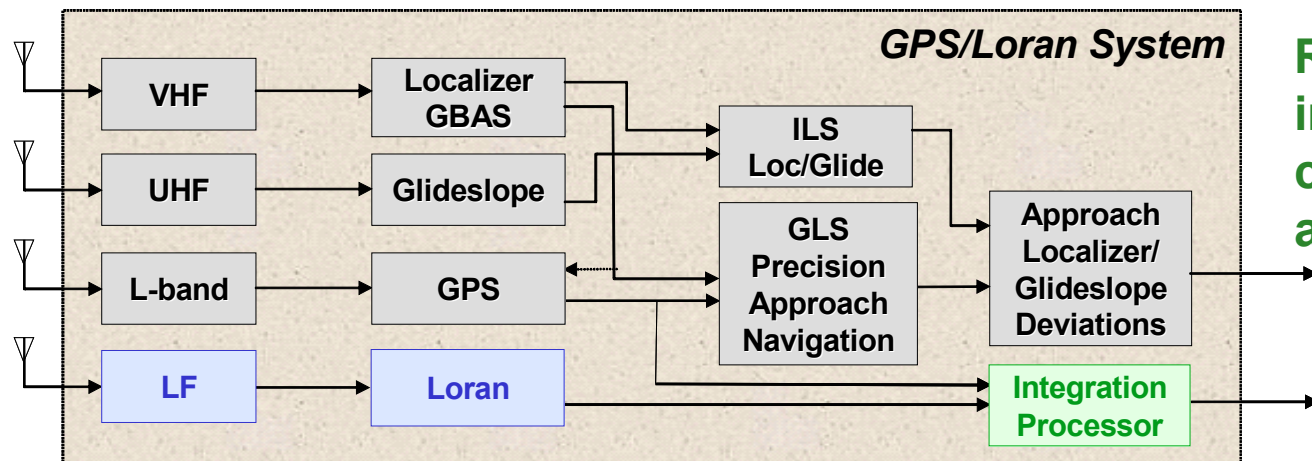 GPS/Loran System
VHF
Localizer
GBAS
ILS
Loc/Glide
UHF
Glideslope
GLS
Precision
Approach
Navigation
Approach
Localizer/
Glideslope
Deviations
L-band
GPS
LF
Loran
Integration
Processor